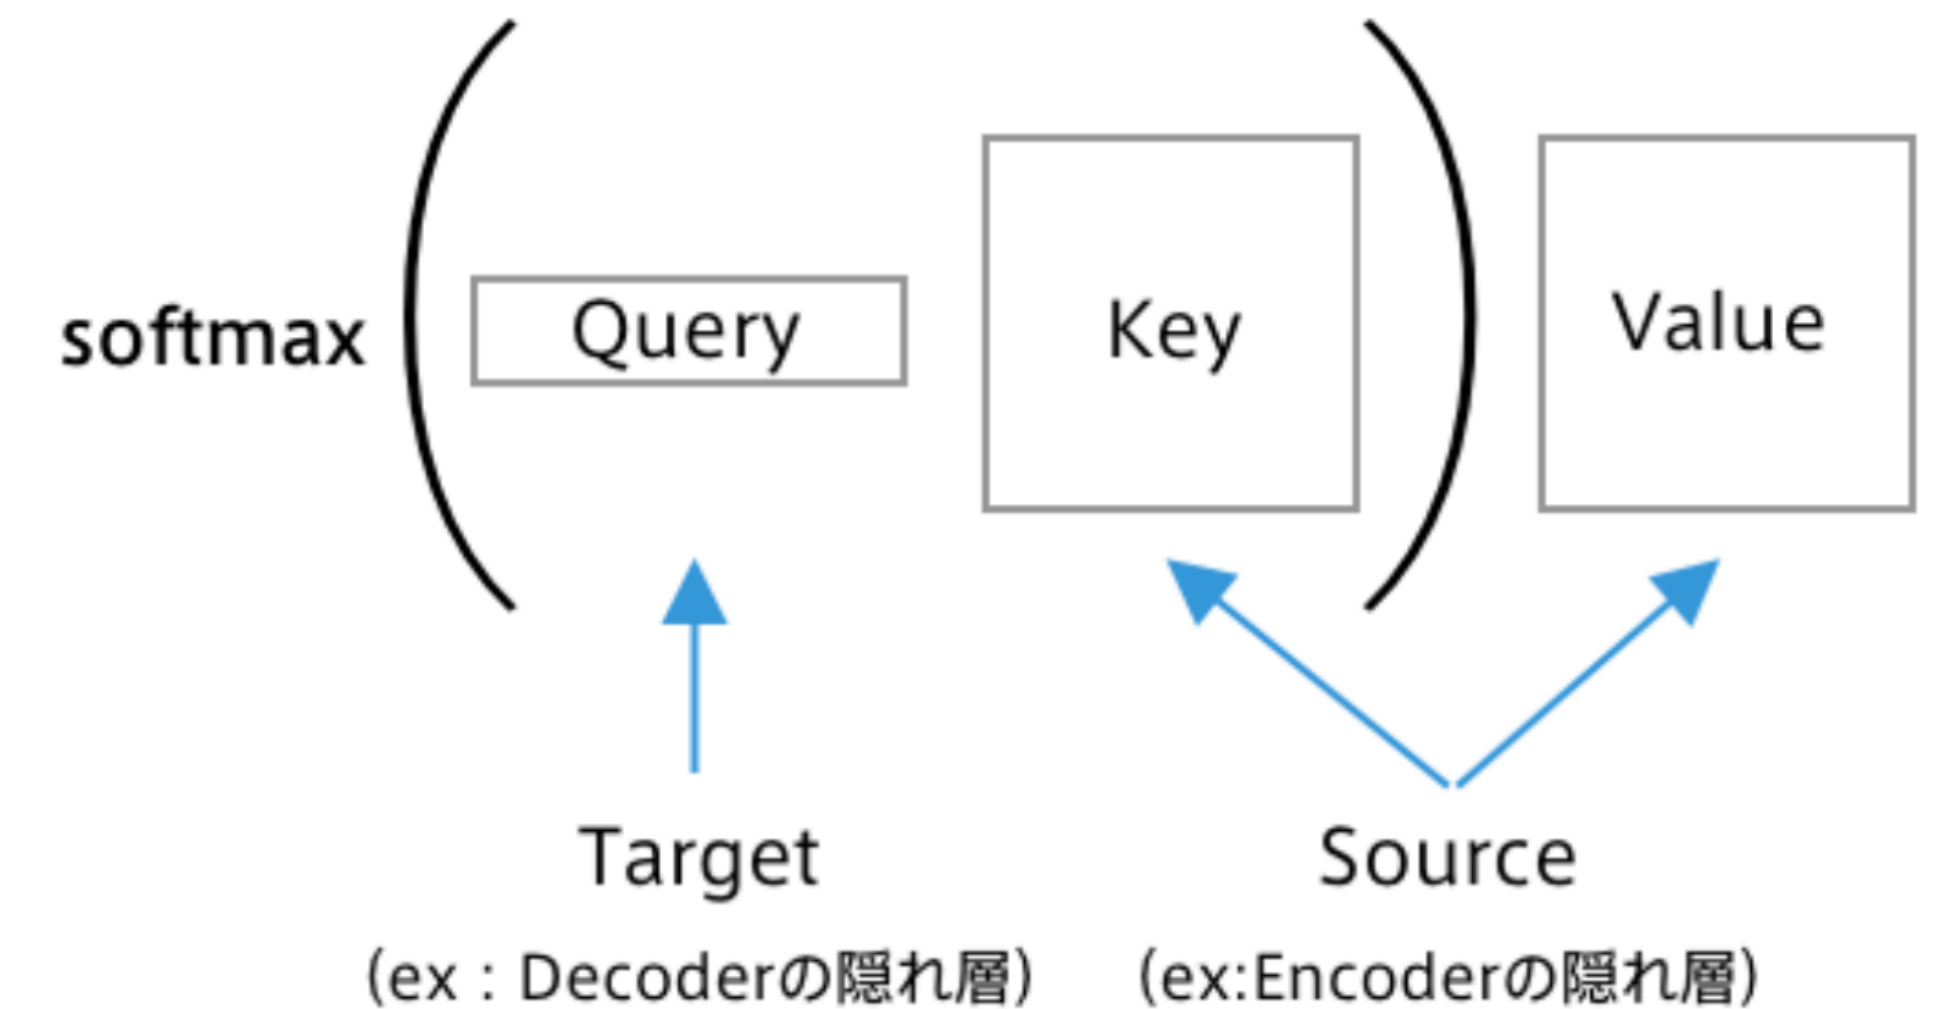 softmax
Query
Key
Value
Target
Source
(ex : Decoderの隠れ層)
(ex:Encoderの隠れ層)